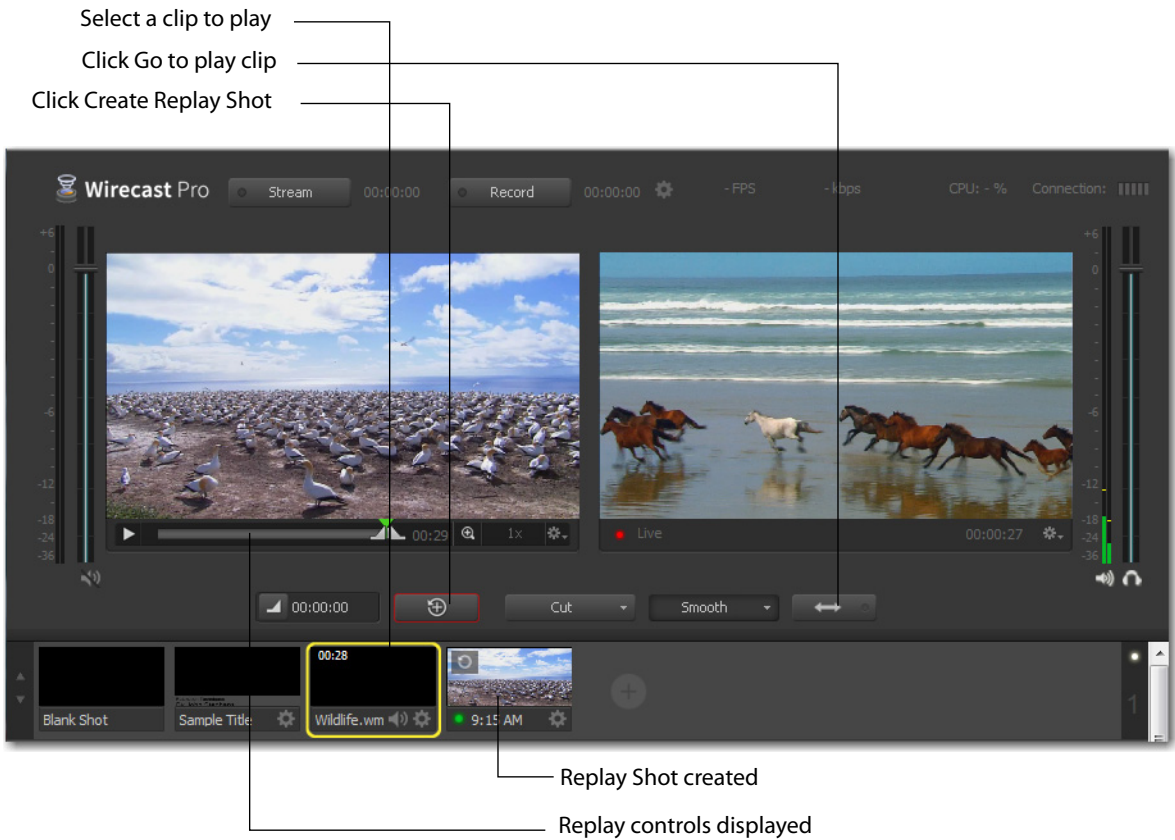 Select a clip to play
Click Go to play clip
Click Create Replay Shot
Wirecast Pro
Stream
00:00:00
Record
00:00:00
- FPS
- kbps
CPU: - %
Connection:
+6
-
0
-
-
-
-6
-
-
-12
-
-18
-24
-36
+6
-
0
-
-
-
-6
-
-
-12
-
-18
-24
-36
00:29
1x
Live
00:00:27
00:00:00
Cut
Smooth
00:28
Blank Shot
Sample Title
Wildlife.wm
9:15 AM
1
Replay Shot created
Replay controls displayed